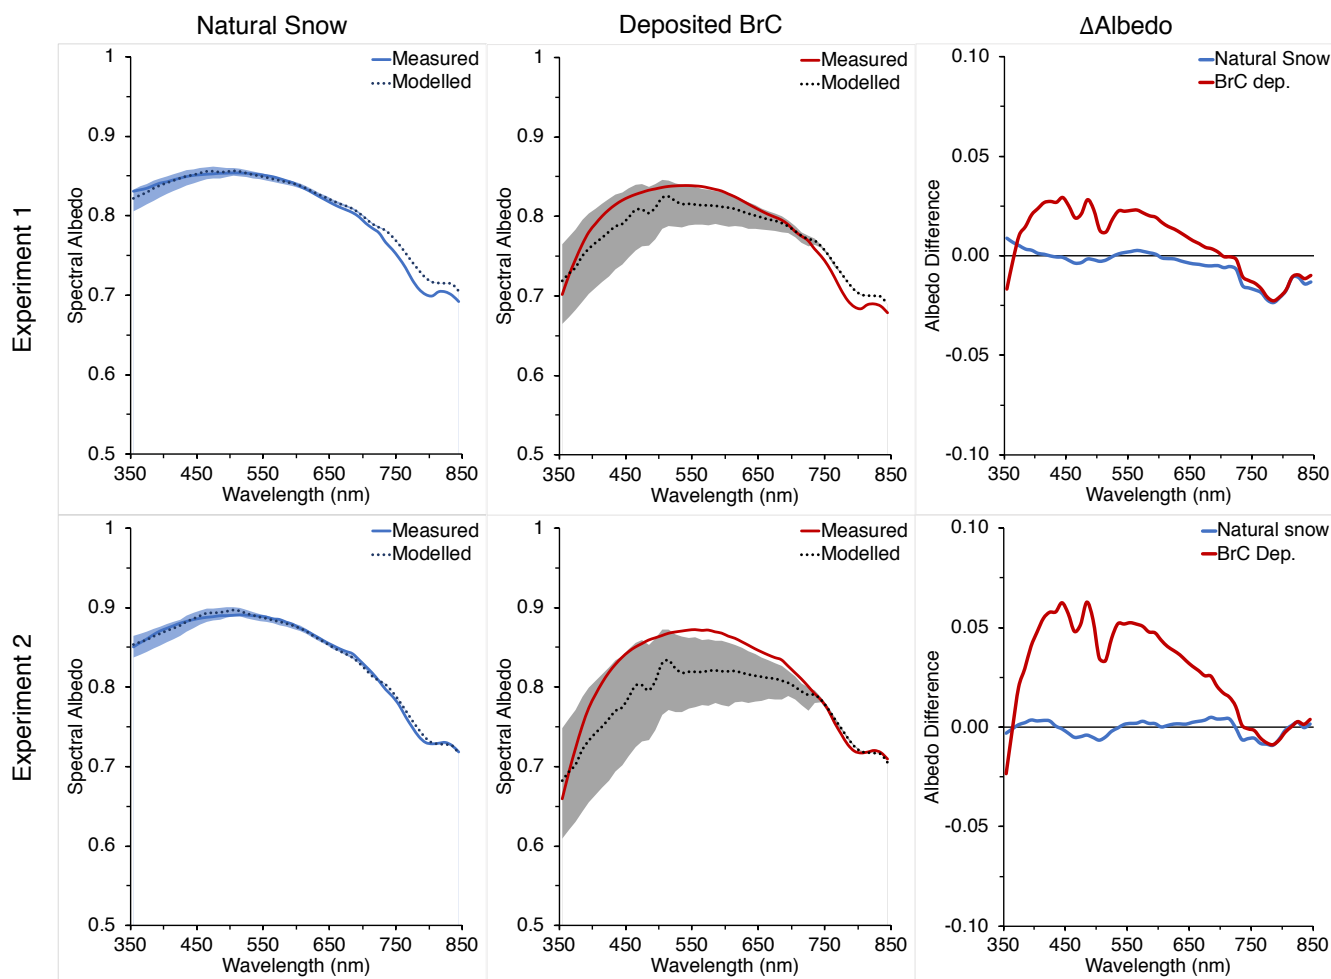 Natural Snow
Deposited BrC
ΔAlbedo
Experiment 1
Spectral Albedo
1
0.9
0.8
0.7
0.6
0.5
350 450 550 650 750 850
Wavelength (nm)
Measured
Modelled
Spectral Albedo
1
0.9
0.8
0.7
0.6
0.5
350 450 550 650 750 850
Wavelength (nm)
Measured
Modelled
Albedo Difference
0.10
0.05
0.00
-0.05
-0.10
350 450 550 650 750 850
Wavelength (nm)
Natural Snow
BrC dep.
Experiment 2
Spectral Albedo
1
0.9
0.8
0.7
0.6
0.5
350 450 550 650 750 850
Wavelength (nm)
Measured
Modelled
Spectral Albedo
1
0.9
0.8
0.7
0.6
0.5
350 450 550 650 750 850
Wavelength (nm)
Measured
Modelled
Albedo Difference
0.10
0.05
0.00
-0.05
-0.10
350 450 550 650 750 850
Wavelength (nm)
Natural snow
BrC Dep.